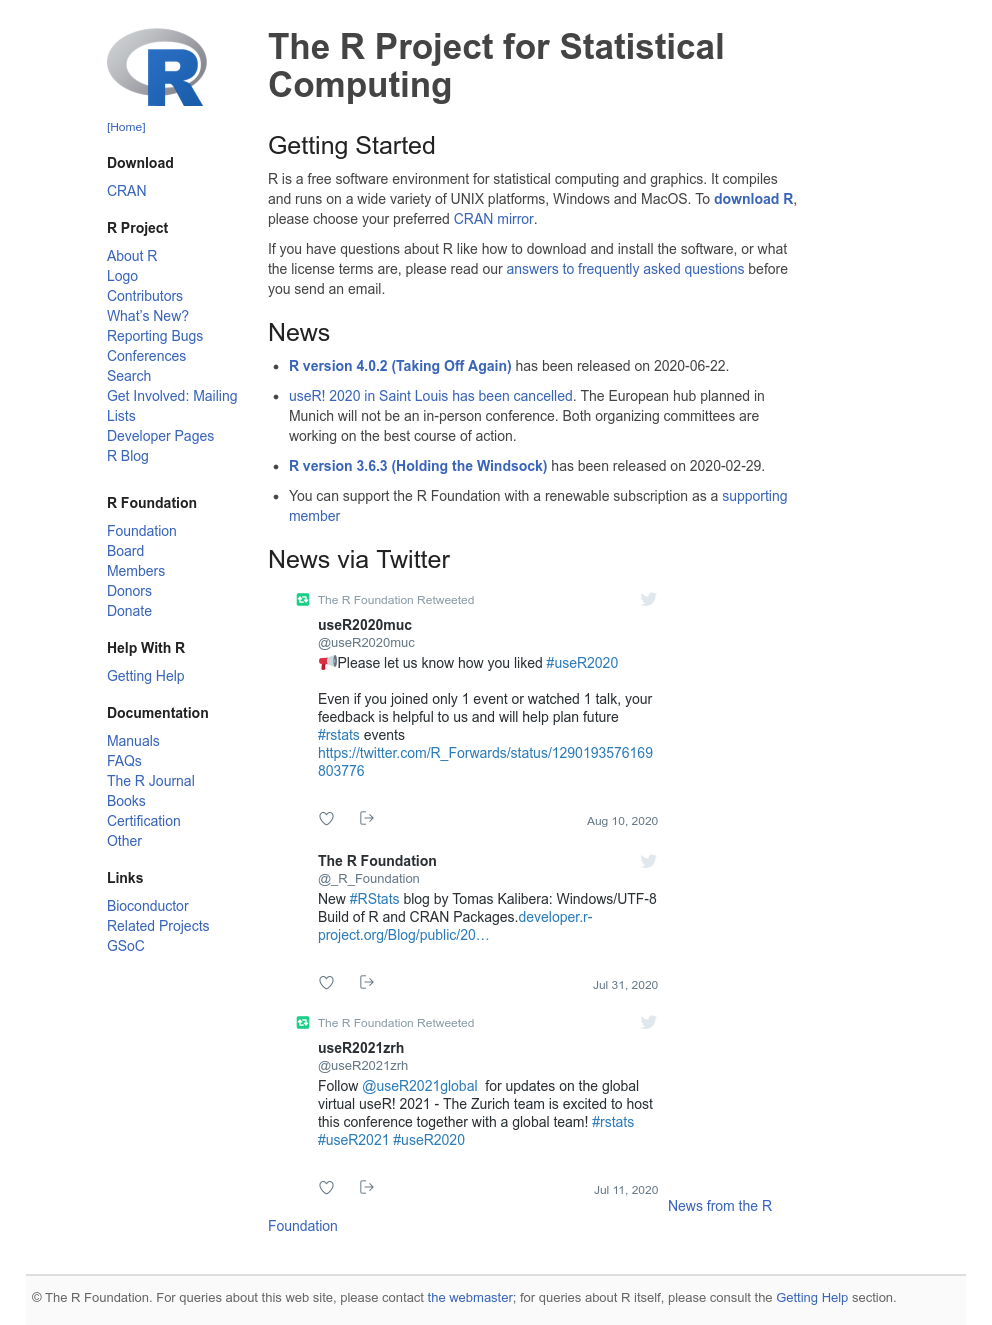 R
[Home]
Download
CRAN
R Project
About R
Logo
Contributors
What's New?
Reporting Bugs
Conferences
Search
Get Involved: Mailing
Lists
Developer Pages
R Blog
R Foundation
Foundation
Board
Members
Donors
Donate
Help With R
Getting Help
Documentation
Manuals
FAQs
The R Journal
Books
Certification
Other
Links
Bioconductor
Related Projects
GSoC
The R Project for Statistical
Computing
Getting Started
R is a free software environment for statistical computing and graphics. It compiles
and runs on a wide variety of UNIX platforms, Windows and MacOS. To download R,
please choose your preferred CRAN mirror.
If you have questions about R like how to download and install the software, or what
the license terms are, please read our answers to frequently asked questions before
you send an email.
News
• R version 4.0.2 (Taking Off Again) has been released on 2020-06-22.
• useR! 2020 in Saint Louis has been cancelled. The European hub planned in
Munich will not be an in-person conference. Both organizing committees are
working on the best course of action.
• R version 3.6.3 (Holding the Windsock) has been released on 2020-02-29.
• You can support the R Foundation with a renewable subscription as a supporting
member
News via Twitter
The R Foundation Retweeted
useR2020muc
@useR2020muc
📢Please let us know how you liked #useR2020
Even if you joined only 1 event or watched 1 talk, your
feedback is helpful to us and will help plan future
#rstats events
https://twitter.com/R_Forwards/status/1290193576169
803776
Aug 10, 2020
The R Foundation
@_R_Foundation
New #RStats blog by Tomas Kalibera: Windows/UTF-8
Build of R and CRAN Packages.developer.r-
project.org/Blog/public/20…
Jul 31, 2020
The R Foundation Retweeted
useR2021zrh
@useR2021zrh
Follow @useR2021global for updates on the global
virtual useR! 2021 - The Zurich team is excited to host
this conference together with a global team! #rstats
#useR2021 #useR2020
Jul 11, 2020
News from the R
Foundation
© The R Foundation. For queries about this web site, please contact the webmaster; for queries about R itself, please consult the Getting Help section.